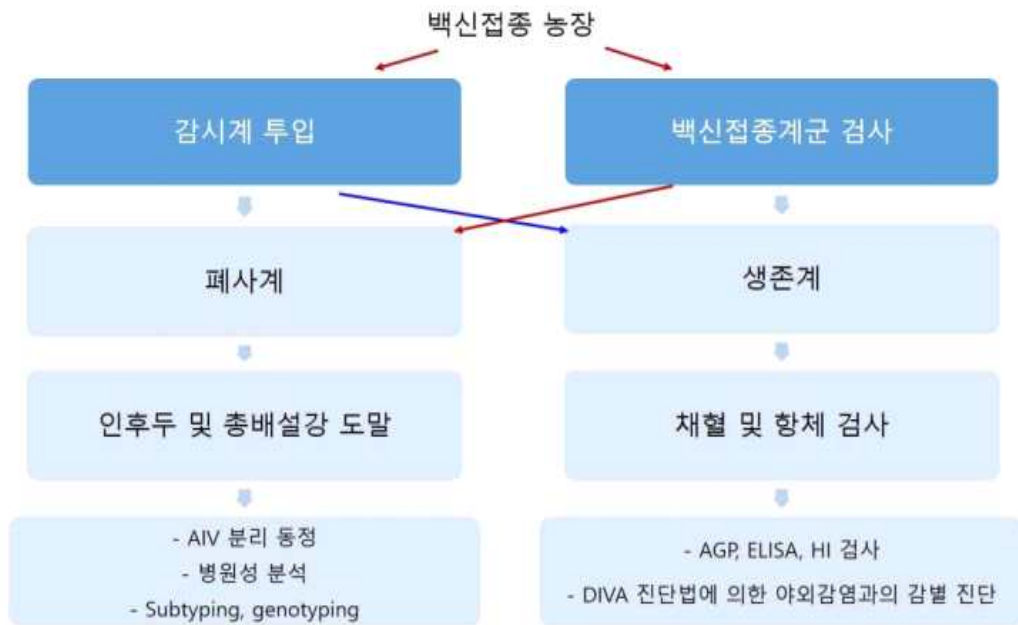 백신접종 농장
감시계 투입
백신접종계군 검사
폐사계
생존계
인후두 및 총배설강 도말
채혈 및 항체 검사
- AIV 분리 동정
- 병원성 분석
- Subtyping, genotyping
- AGP, ELISA, HI 검사
- DIVA 진단법에 의한 야외감염과의 감별 진단